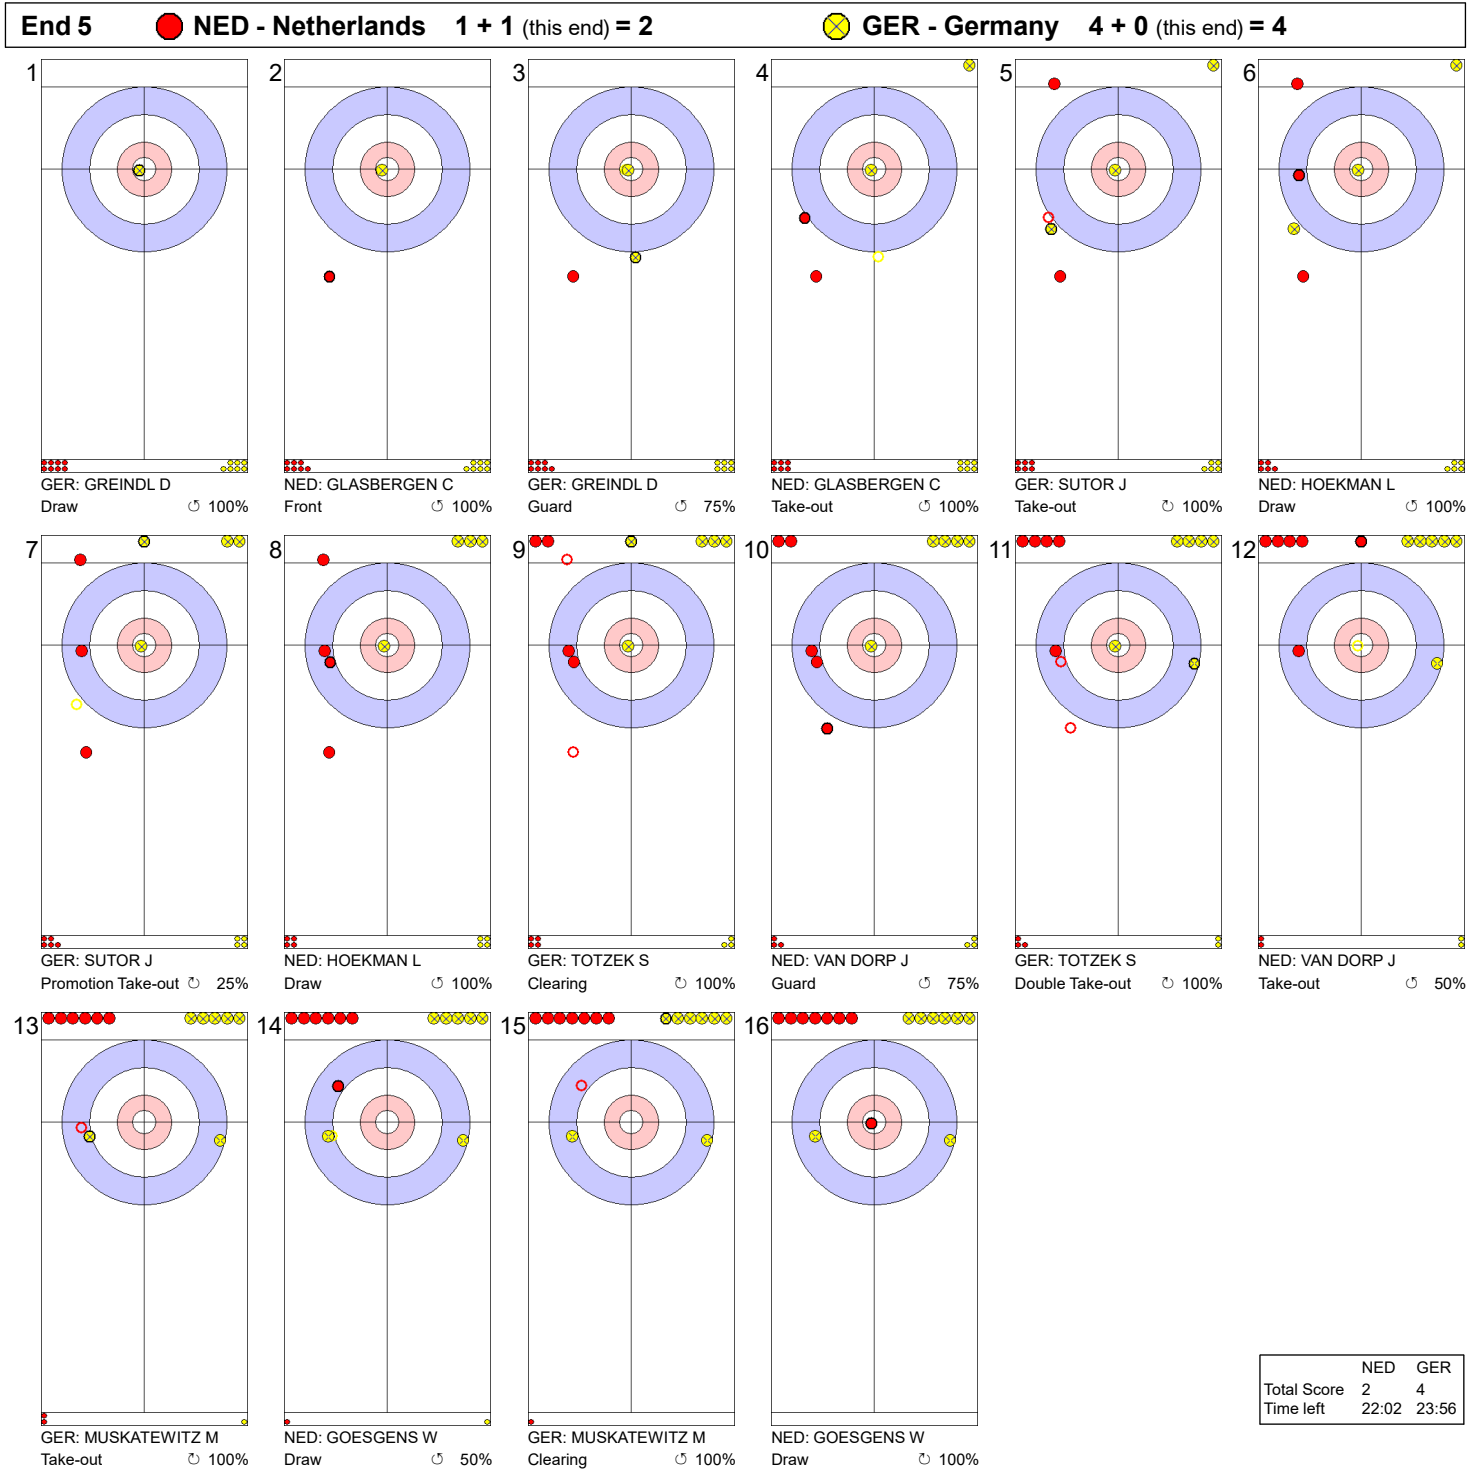 End 5 NED - Netherlands 1 + 1 (this end) = 2 GER - Germany 4 + 0 (this end) = 4
1 2 3 4 5 6
GER: GREINDL D NED: GLASBERGEN C GER: GREINDL D NED: GLASBERGEN C GER: SUTOR J NED: HOEKMAN L
Draw ↺ 100% Front ↺ 100% Guard ↺ 75% Take-out ↺ 100% Take-out ↻ 100% Draw ↻ 100%
7 8 9 10 11 12
GER: SUTOR J NED: HOEKMAN L GER: TOTZEK S NED: VAN DORP J GER: TOTZEK S NED: VAN DORP J
Promotion Take-out ↻ 25% Draw ↻ 100% Clearing ↻ 100% Guard ↺ 75% Double Take-out ↻ 100% Take-out ↺ 50%
13 14 15 16
GER: MUSKATEWITZ M NED: GOESGENS W GER: MUSKATEWITZ M NED: GOESGENS W
Take-out ↻ 100% Draw ↺ 50% Clearing ↺ 100% Draw ↻ 100%
NED GER
Total Score 2 4
Time left 22:02 23:56